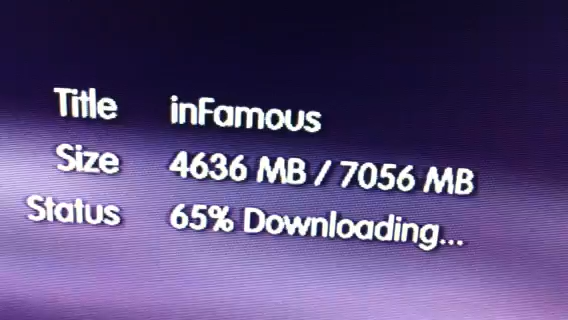 Title inFamous
Size 4636 MB / 7056 MB
Status 65% Downloading...